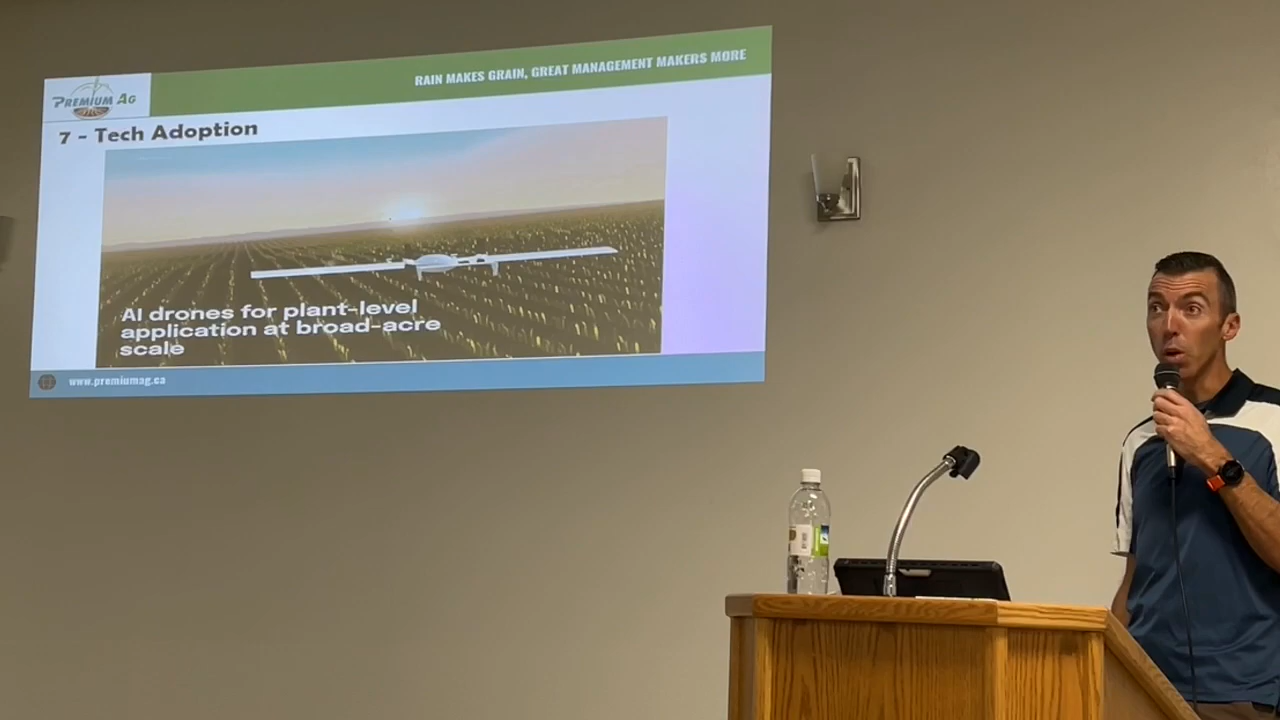 RAIN MAKES GRAIN, GREAT MANAGEMENT MAKERS MORE
PREMIUM AG
7 - Tech Adoption
AI drones for plant-level
application at broad-acre
scale
www.premiumag.ca